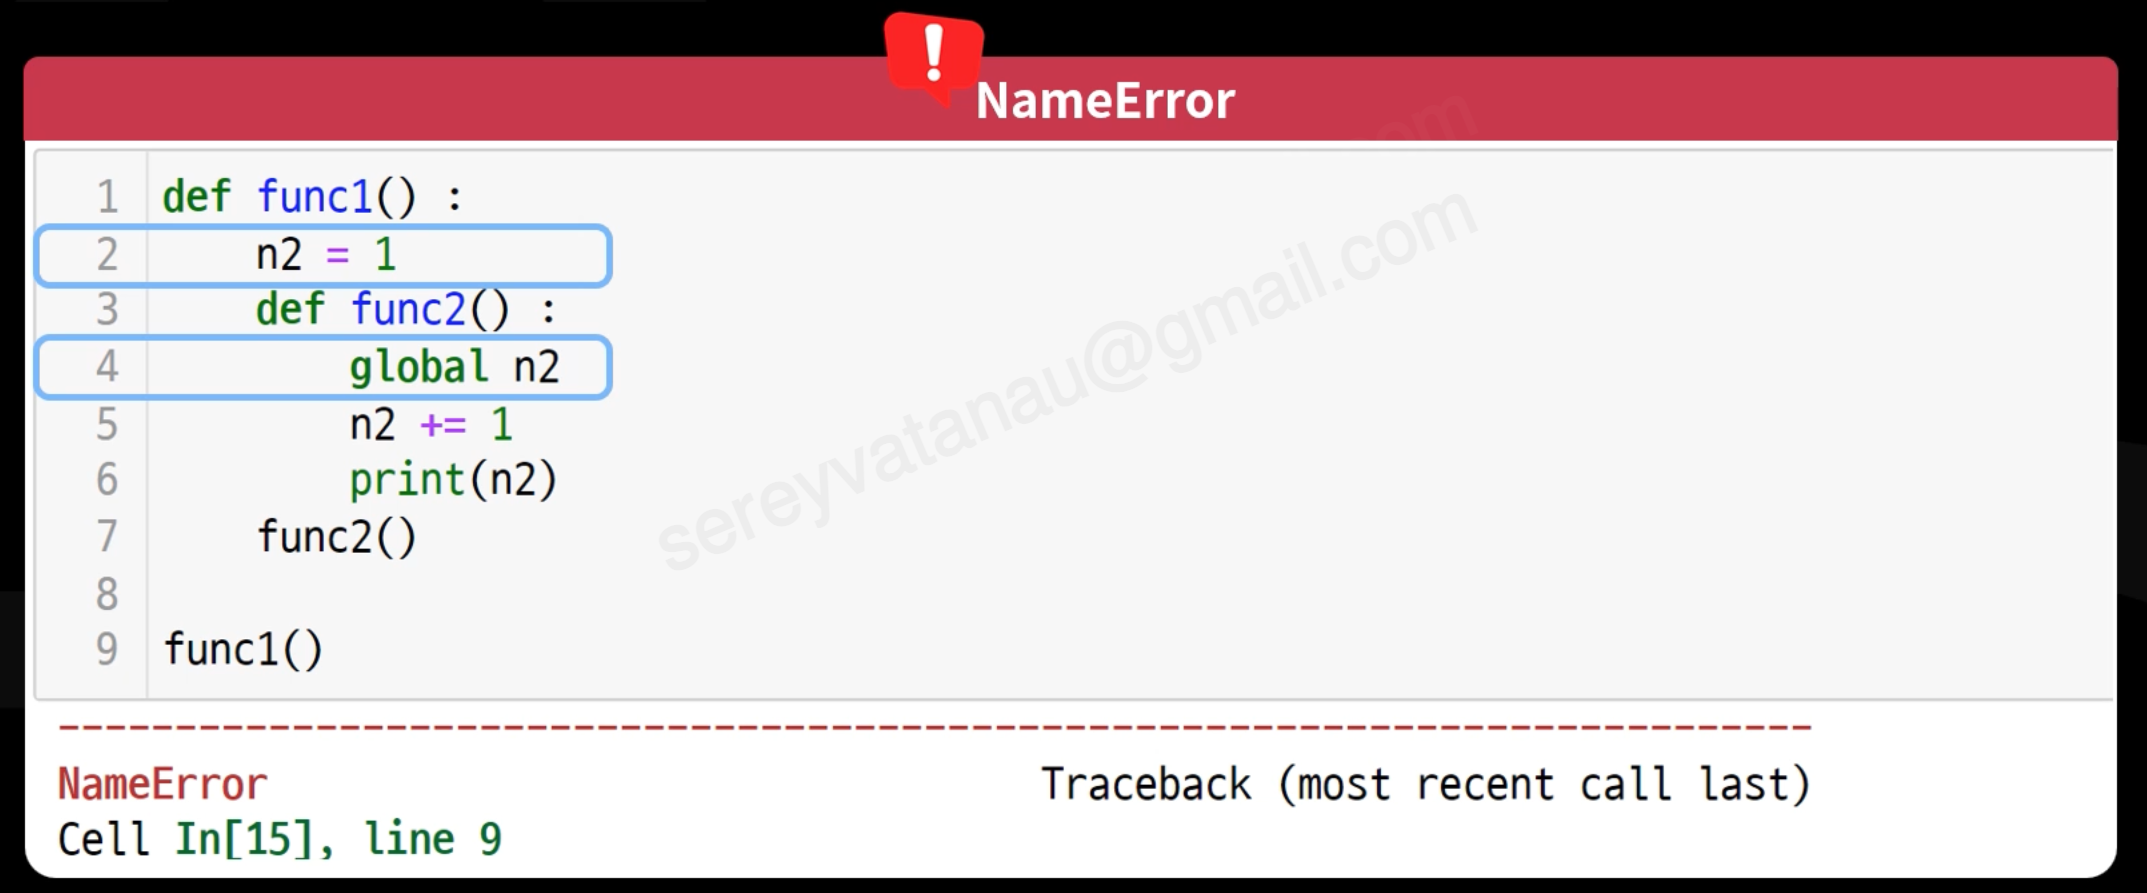 !
NameError
1 def func1() :
2     n2 = 1
3     def func2() :
4         global n2
5         n2 += 1
6         print(n2)
7     func2()
8
9 func1()
sereyvatanau@gmail.com
om
---------------------------------------------------------------------------
NameError                                 Traceback (most recent call last)
Cell In[15], line 9